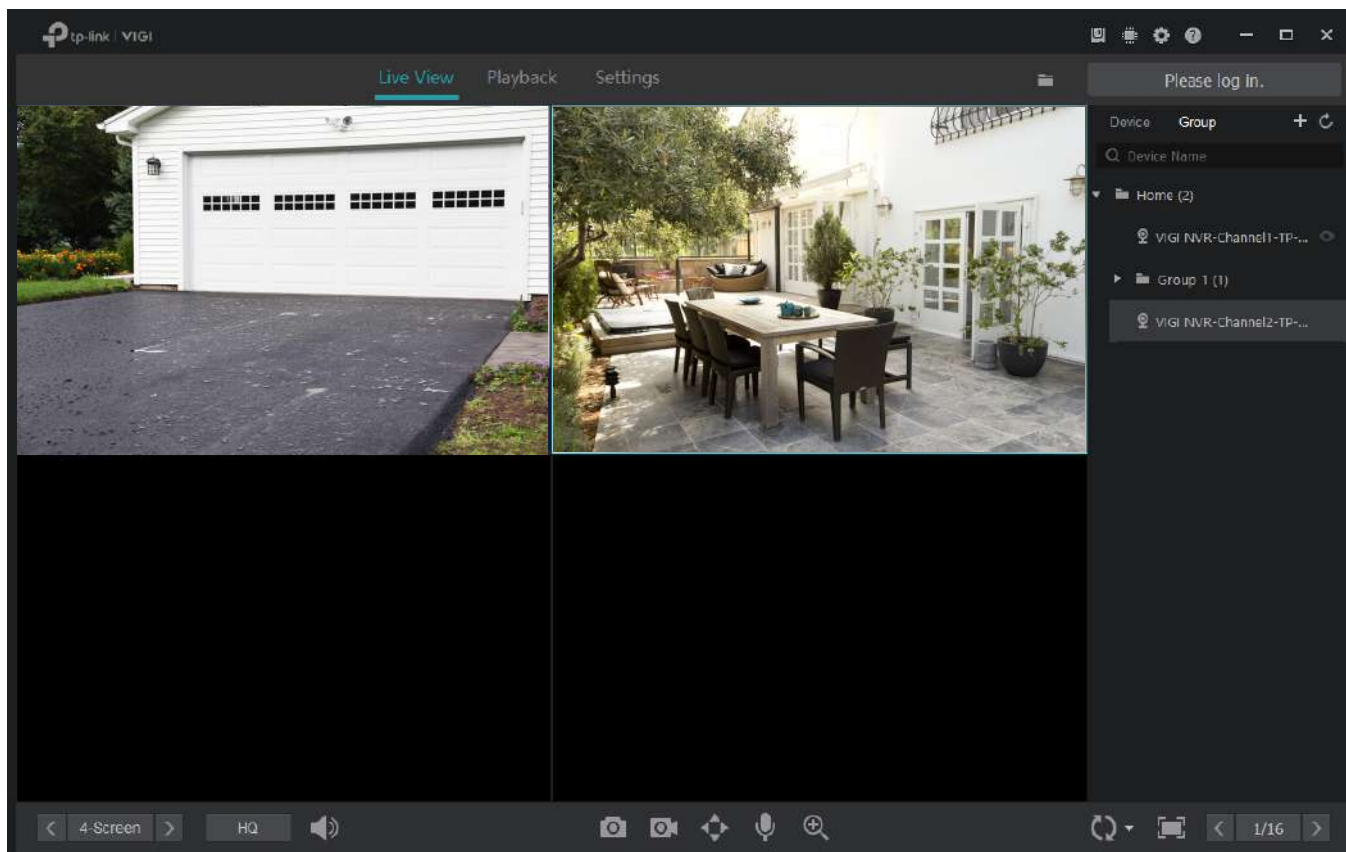 tp-link | VIGI
Live View Playback Settings
Please log in.
Device Group
Device Name
Home (2)
VIGI NVR-Channel1-TP-...
Group 1 (1)
VIGI NVR-Channel2-TP-...
4-Screen HQ 1/16